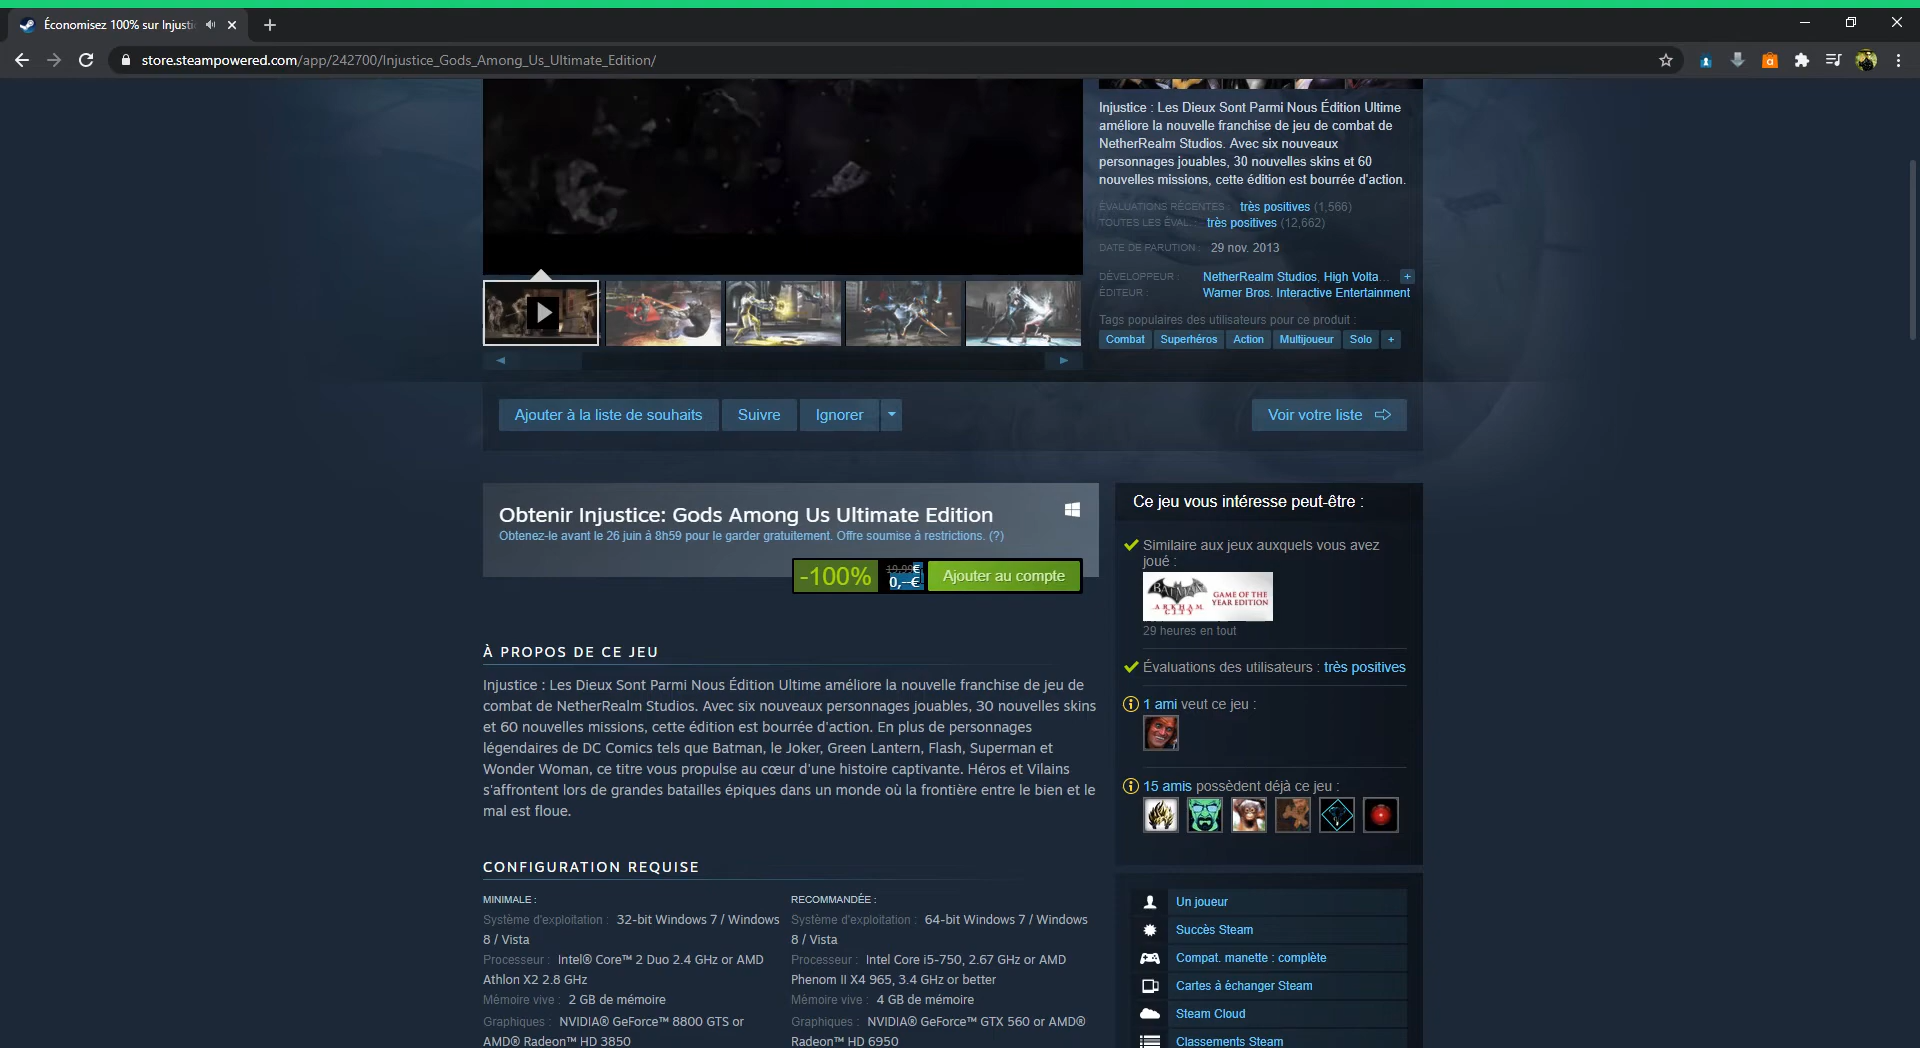 Économisez 100% sur Injusti
store.steampowered.com/app/242700/Injustice_Gods_Among_Us_Ultimate_Edition/
Injustice : Les Dieux Sont Parmi Nous Édition Ultime
améliore la nouvelle franchise de jeu de combat de
NetherRealm Studios. Avec six nouveaux
personnages jouables, 30 nouvelles skins et 60
nouvelles missions, cette édition est bourrée d'action.
ÉVALUATIONS RÉCENTES : très positives (1,566)
TOUTES LES ÉVAL... : très positives (12,662)
DATE DE PARUTION : 29 nov. 2013
DÉVELOPPEUR : NetherRealm Studios, High Volta... +
ÉDITEUR : Warner Bros. Interactive Entertainment
Tags populaires des utilisateurs pour ce produit :
Combat Superhéros Action Multijoueur Solo +
Ajouter à la liste de souhaits Suivre Ignorer Voir votre liste
Obtenir Injustice: Gods Among Us Ultimate Edition
Obtenez-le avant le 26 juin à 8h59 pour le garder gratuitement. Offre soumise à restrictions. (?)
-100% 19,99€ 0,--€ Ajouter au compte
À PROPOS DE CE JEU
Injustice : Les Dieux Sont Parmi Nous Édition Ultime améliore la nouvelle franchise de jeu de
combat de NetherRealm Studios. Avec six nouveaux personnages jouables, 30 nouvelles skins
et 60 nouvelles missions, cette édition est bourrée d'action. En plus de personnages
légendaires de DC Comics tels que Batman, le Joker, Green Lantern, Flash, Superman et
Wonder Woman, ce titre vous propulse au cœur d'une histoire captivante. Héros et Vilains
s'affrontent lors de grandes batailles épiques dans un monde où la frontière entre le bien et le
mal est floue.
CONFIGURATION REQUISE
MINIMALE :
Système d'exploitation : 32-bit Windows 7 / Windows
8 / Vista
Processeur : Intel® Core™ 2 Duo 2.4 GHz or AMD
Athlon X2 2.8 GHz
Mémoire vive : 2 GB de mémoire
Graphiques : NVIDIA® GeForce™ 8800 GTS or
AMD® Radeon™ HD 3850
RECOMMANDÉE :
Système d'exploitation : 64-bit Windows 7 / Windows
8 / Vista
Processeur : Intel Core i5-750, 2.67 GHz or AMD
Phenom II X4 965, 3.4 GHz or better
Mémoire vive : 4 GB de mémoire
Graphiques : NVIDIA® GeForce™ GTX 560 or AMD®
Radeon™ HD 6950
Ce jeu vous intéresse peut-être :
Similaire aux jeux auxquels vous avez
joué :
BATMAN
ARKHAM
CITY
GAME OF THE
YEAR EDITION
29 heures en tout
Évaluations des utilisateurs : très positives
1 ami veut ce jeu :
15 amis possèdent déjà ce jeu :
Un joueur
Succès Steam
Compat. manette : complète
Cartes à échanger Steam
Steam Cloud
Classements Steam